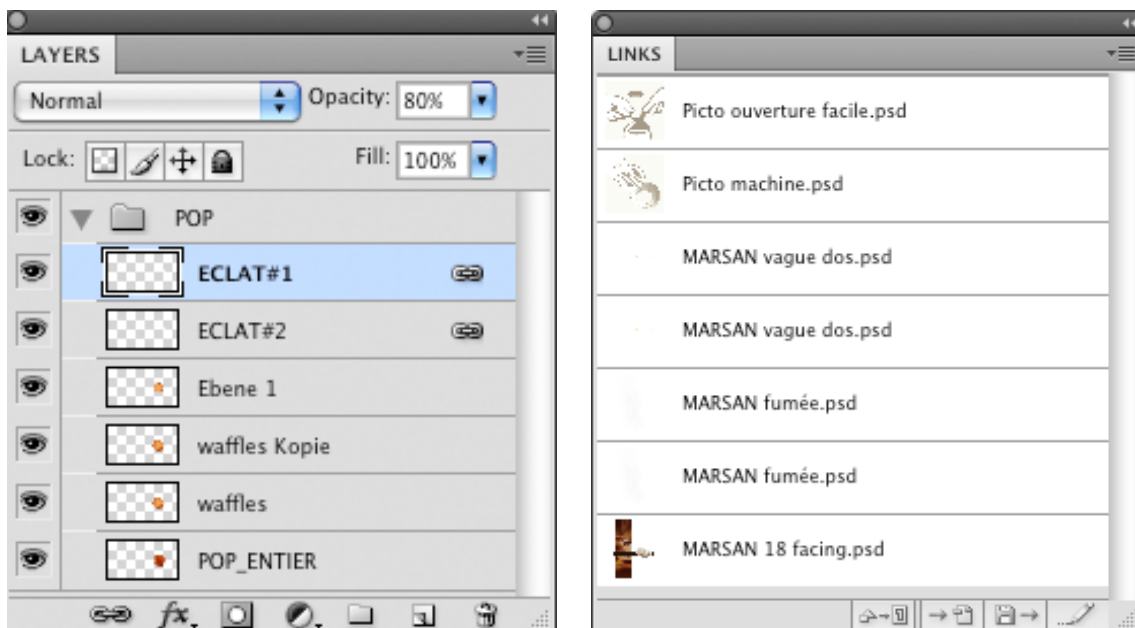 LAYERS
Normal
Opacity: 80%
Lock:
Fill: 100%
POP
ECLAT#1
ECLAT#2
Ebene 1
waffles Kopie
waffles
POP_ENTIER
fx.
LINKS
Picto ouverture facile.psd
Picto machine.psd
MARSAN vague dos.psd
MARSAN vague dos.psd
MARSAN fumée.psd
MARSAN fumée.psd
MARSAN 18 facing.psd